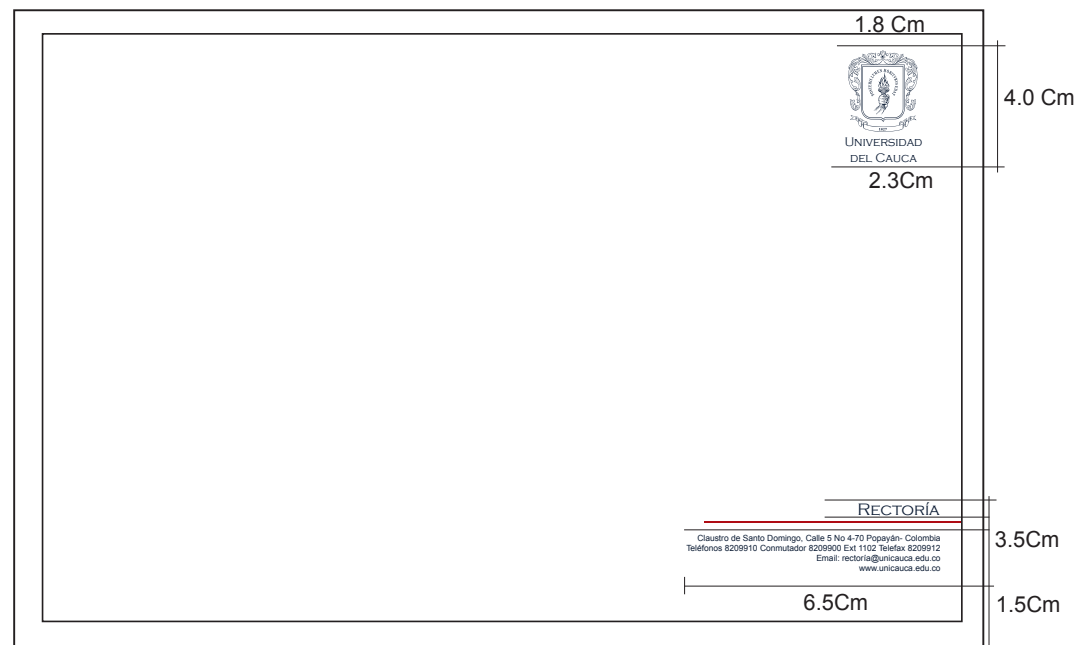 1.8 Cm
4.0 Cm
1827
UNIVERSIDAD
DEL CAUCA
2.3Cm
RECTORÍA
3.5Cm
Claustro de Santo Domingo, Calle 5 No 4-70 Popayán- Colombia
Teléfonos 8209910 Conmutador 8209900 Ext 1102 Telefax 8209912
Email: rectoría@unicauca.edu.co
www.unicauca.edu.co
6.5Cm
1.5Cm